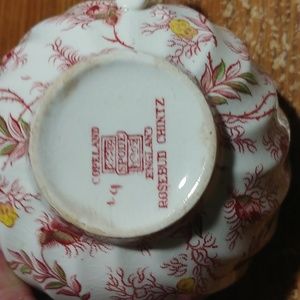 COPELAND
SPODE
ENGLAND
ROSEBUD CHINTZ